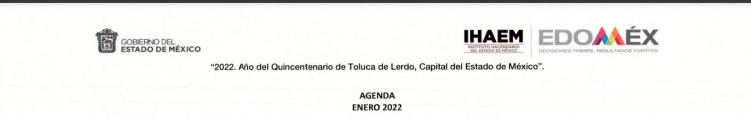 GOBIERNO DEL
ESTADO DE MÉXICO
IHAEM
INSTITUTO HACENDARIO
DEL ESTADO DE MÉXICO
EDOMÉX
DECISIONES FIRMES, RESULTADOS FUERTES.
“2022. Año del Quincentenario de Toluca de Lerdo, Capital del Estado de México”.
AGENDA
ENERO 2022